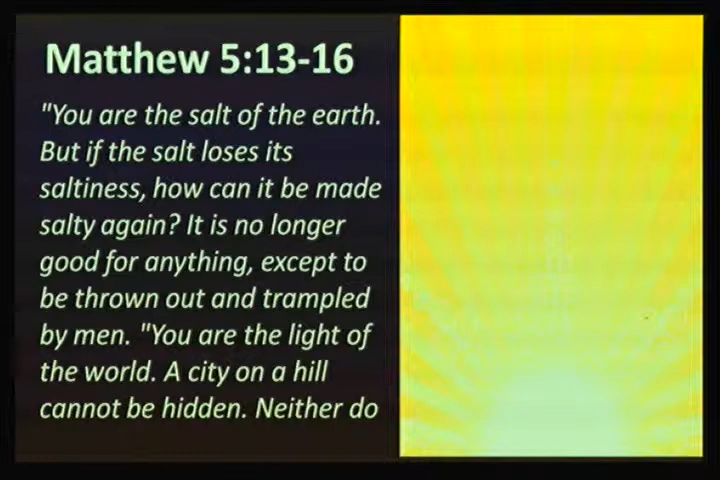 Matthew 5:13-16
"You are the salt of the earth.
But if the salt loses its
saltiness, how can it be made
salty again? It is no longer
good for anything, except to
be thrown out and trampled
by men. "You are the light of
the world. A city on a hill
cannot be hidden. Neither do